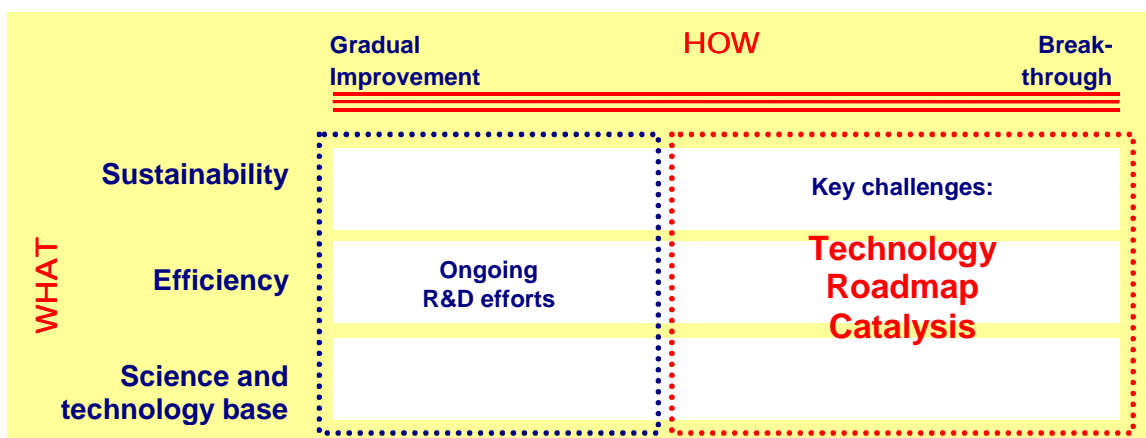 HOW
Gradual
Improvement
Break-
through
WHAT
Sustainability
Key challenges:
Efficiency
Ongoing
R&D efforts
Technology
Roadmap
Catalysis
Science and
technology base